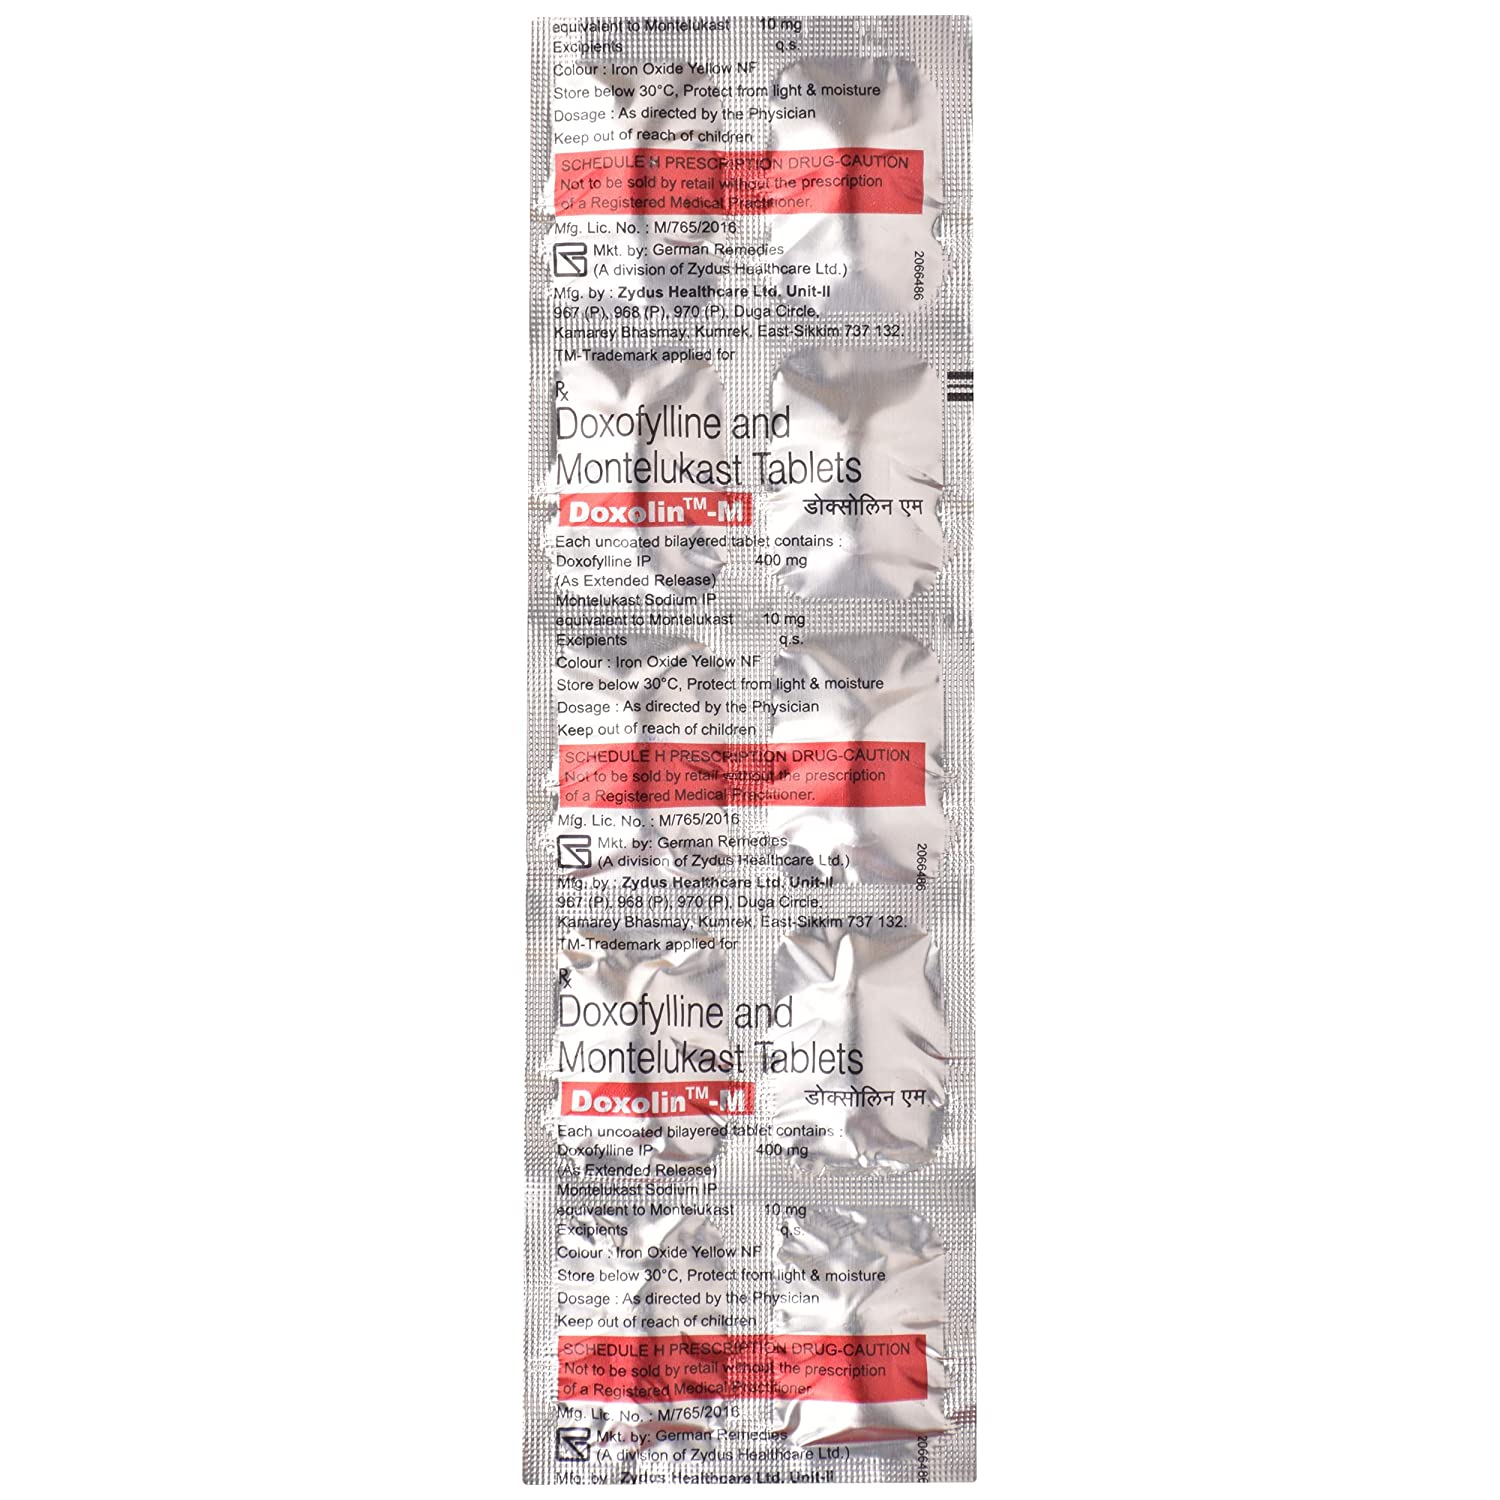 equivalent to Montelukast 10 mg
Excipients q.s.
Colour : Iron Oxide Yellow NF
Store below 30°C, Protect from light & moisture
Dosage : As directed by the Physician
Keep out of reach of children
SCHEDULE H PRESCRIPTION DRUG-CAUTION
Not to be sold by retail without the prescription
of a Registered Medical Practitioner.
Mfg. Lic. No. : M/765/2016
Mkt. by: German Remedies
(A division of Zydus Healthcare Ltd.)
2066486
Mfg. by : Zydus Healthcare Ltd. Unit-II
967 (P), 968 (P), 970 (P), Duga Circle,
Kamarey Bhasmay, Kumrek, East-Sikkim 737 132.
TM-Trademark applied for
Rx
Doxofylline and
Montelukast Tablets
Doxolin™-M डोक्सोलिन एम
Each uncoated bilayered tablet contains :
Doxofylline IP 400 mg
(As Extended Release)
Montelukast Sodium IP
equivalent to Montelukast 10 mg
Excipients q.s.
Colour : Iron Oxide Yellow NF
Store below 30°C, Protect from light & moisture
Dosage : As directed by the Physician
Keep out of reach of children
SCHEDULE H PRESCRIPTION DRUG-CAUTION
Not to be sold by retail without the prescription
of a Registered Medical Practitioner.
Mfg. Lic. No. : M/765/2016
Mkt. by: German Remedies
(A division of Zydus Healthcare Ltd.)
2066486
Mfg. by : Zydus Healthcare Ltd. Unit-II
967 (P), 968 (P), 970 (P), Duga Circle,
Kamarey Bhasmay, Kumrek, East-Sikkim 737 132.
TM-Trademark applied for
Rx
Doxofylline and
Montelukast Tablets
Doxolin™-M डोक्सोलिन एम
Each uncoated bilayered tablet contains :
Doxofylline IP 400 mg
(As Extended Release)
Montelukast Sodium IP
equivalent to Montelukast 10 mg
Excipients q.s.
Colour : Iron Oxide Yellow NF
Store below 30°C, Protect from light & moisture
Dosage : As directed by the Physician
Keep out of reach of children
SCHEDULE H PRESCRIPTION DRUG-CAUTION
Not to be sold by retail without the prescription
of a Registered Medical Practitioner.
Mfg. Lic. No. : M/765/2016
Mkt. by: German Remedies
(A division of Zydus Healthcare Ltd.)
2066486
Mfg. by : Zydus Healthcare Ltd. Unit-II